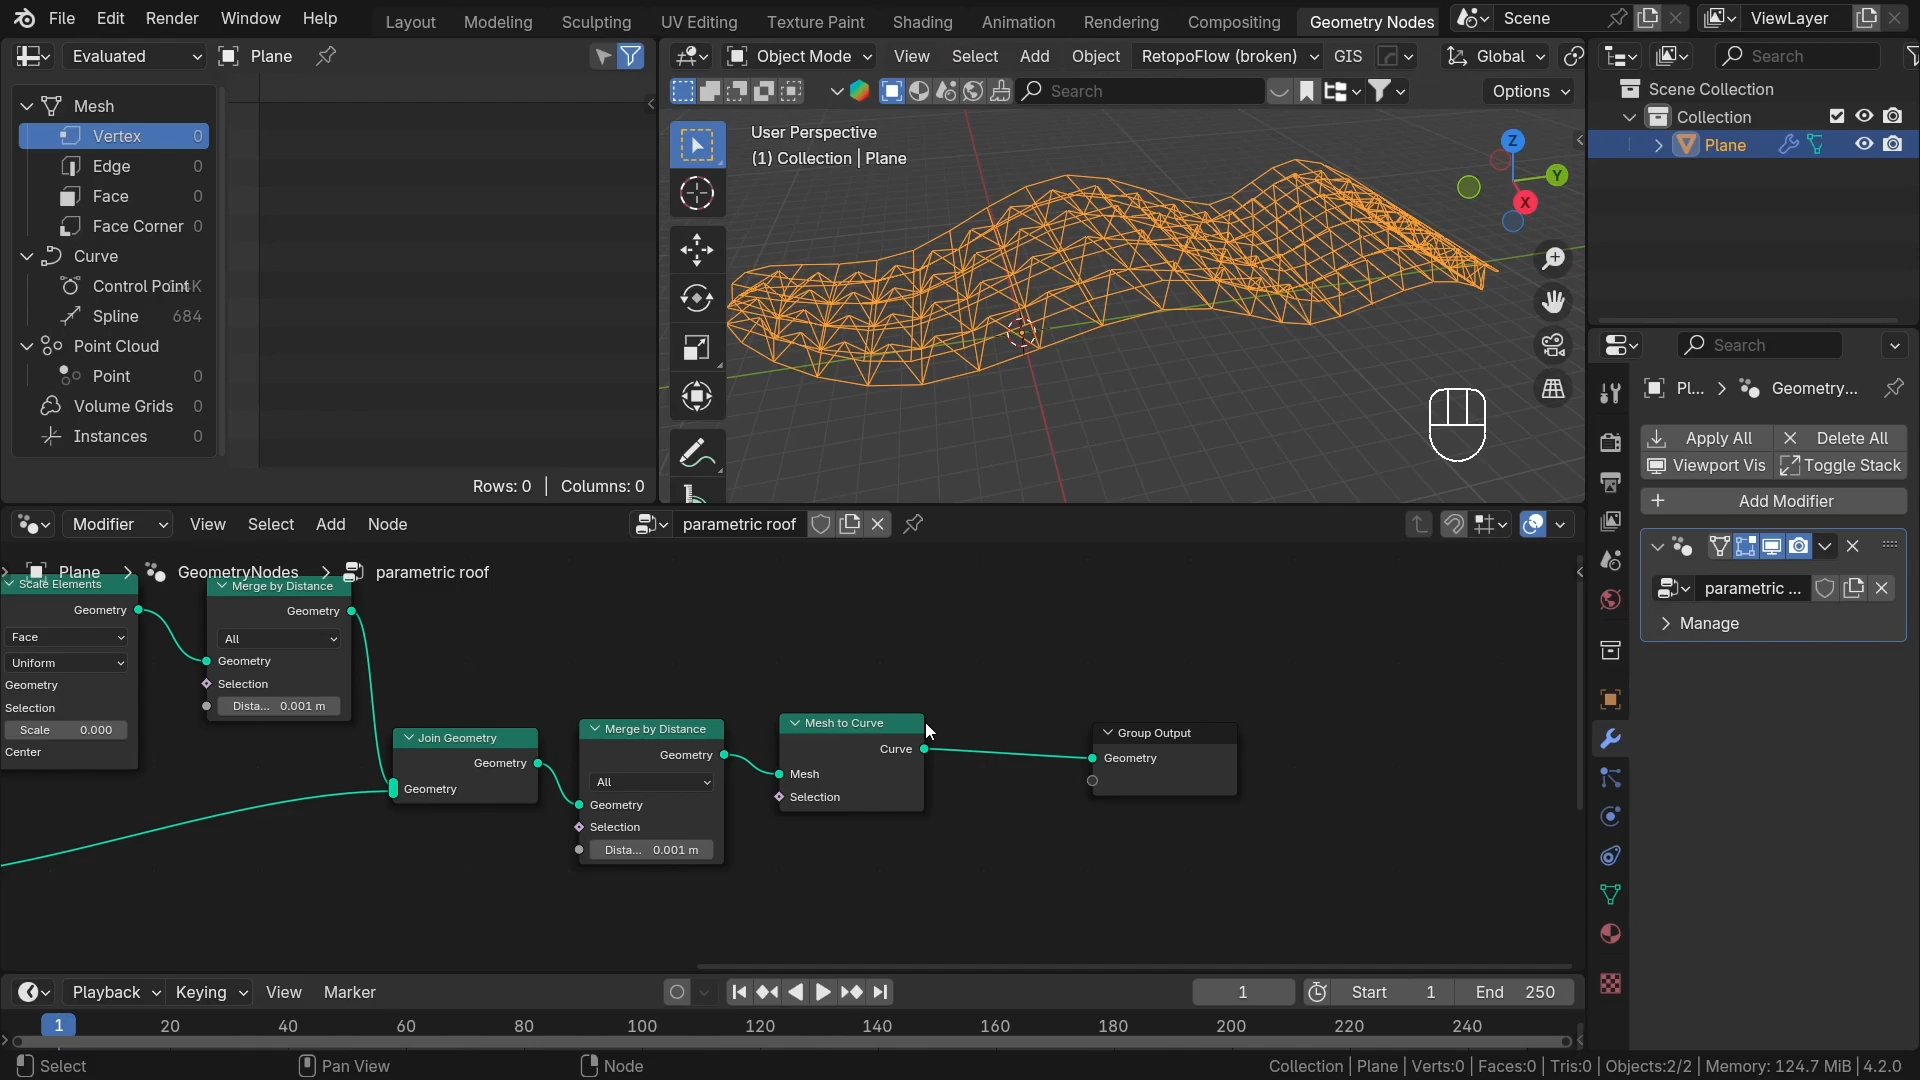 File Edit Render Window Help Layout Modeling Sculpting UV Editing Texture Paint Shading Animation Rendering Compositing Geometry Nodes Scene ViewLayer
Evaluated Plane
Object Mode View Select Add Object RetopoFlow (broken) GIS Global
Search
Search Options
Mesh
Vertex 0
Edge 0
Face 0
Face Corner 0
Curve
Control Point
Spline 684
Point Cloud
Point 0
Volume Grids 0
Instances 0
Rows: 0 | Columns: 0
User Perspective
(1) Collection | Plane
Z
Y
X
Scene Collection
Collection
Plane
Search
Pl... Geometry...
Apply All Delete All
Viewport Vis Toggle Stack
Add Modifier
parametric ...
Manage
Modifier View Select Add Node parametric roof
Plane GeometryNodes parametric roof
Scale Elements
Geometry
Face
Uniform
Geometry
Selection
Scale 0.000
Center
Merge by Distance
Geometry
All
Geometry
Selection
Dista... 0.001 m
Join Geometry
Geometry
Geometry
Merge by Distance
Geometry
All
Geometry
Selection
Dista... 0.001 m
Mesh to Curve
Curve
Mesh
Selection
Group Output
Geometry
Playback Keying View Marker 1 Start 1 End 250
1 20 40 60 80 100 120 140 160 180 200 220 240
Select Pan View Node Collection | Plane | Verts:0 | Faces:0 | Tris:0 | Objects:2/2 | Memory: 124.7 MiB | 4.2.0